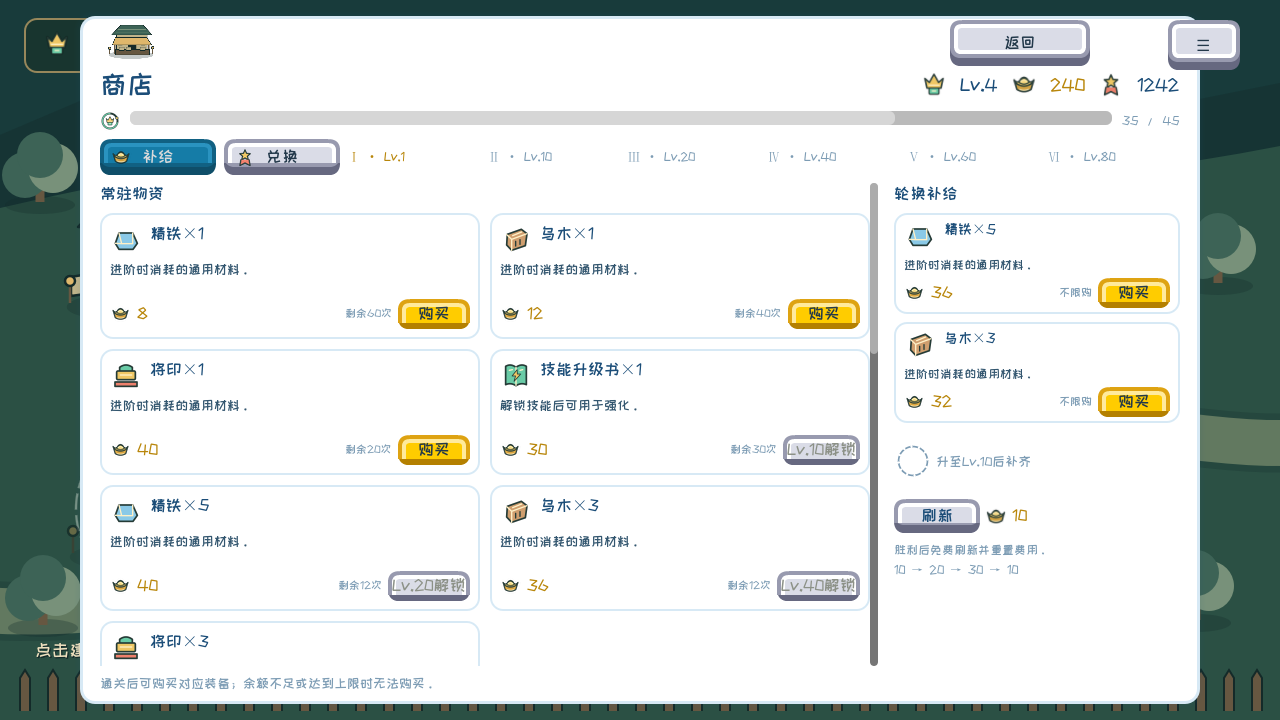 返回
☰
商店
Lv.4 240 1242
35 / 45
补给 兑换 I · Lv.1 II · Lv.10 III · Lv.20 IV · Lv.40 V · Lv.60 VI · Lv.80
常驻物资
精铁×1
进阶时消耗的通用材料.
8 剩余60次 购买
乌木×1
进阶时消耗的通用材料.
12 剩余40次 购买
将印×1
进阶时消耗的通用材料.
40 剩余20次 购买
技能升级书×1
解锁技能后可用于强化.
30 剩余30次 Lv.10解锁
精铁×5
进阶时消耗的通用材料.
40 剩余12次 Lv.20解锁
乌木×3
进阶时消耗的通用材料.
36 剩余12次 Lv.40解锁
将印×3
轮换补给
精铁×5
进阶时消耗的通用材料.
36 不限购 购买
乌木×3
进阶时消耗的通用材料.
32 不限购 购买
升至Lv.10后补齐
刷新 10
胜利后免费刷新并重置费用.
10 → 20 → 30 → 10
通关后可购买对应装备; 余额不足或达到上限时无法购买.
点击建